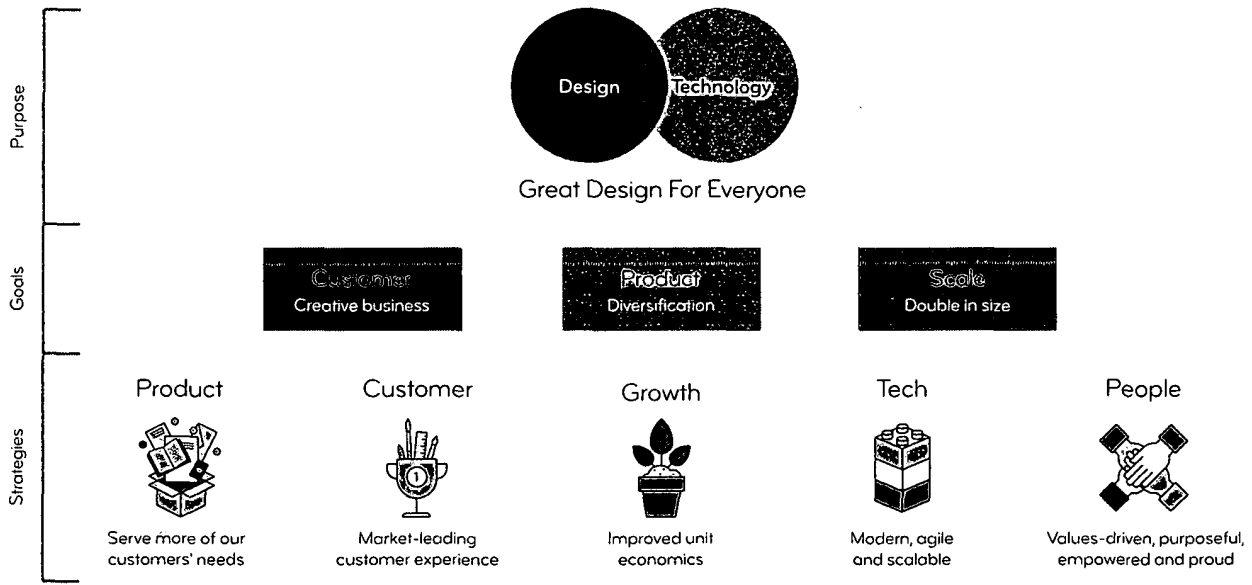 Purpose
Design
Technology
Great Design For Everyone
Goals
Customer
Creative business
Product
Diversification
Scale
Double in size
Strategies
Product
Serve more of our
customers' needs
Customer
1
Market-leading
customer experience
Growth
Improved unit
economics
Tech
Modern, agile
and scalable
People
Values-driven, purposeful,
empowered and proud